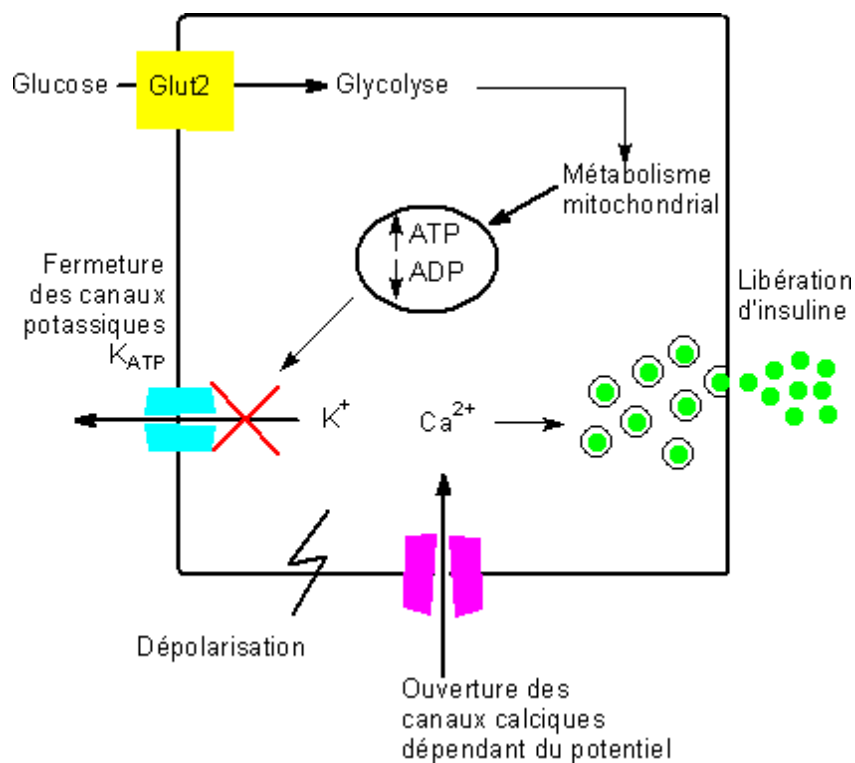 Glucose
Glut2
Glycolyse
Métabolisme
mitochondrial
ATP
ADP
Fermeture
des canaux
potassiques
K_ATP
Libération
d'insuline
K⁺
Ca²⁺
Dépolarisation
Ouverture des
canaux calciques
dépendant du potentiel